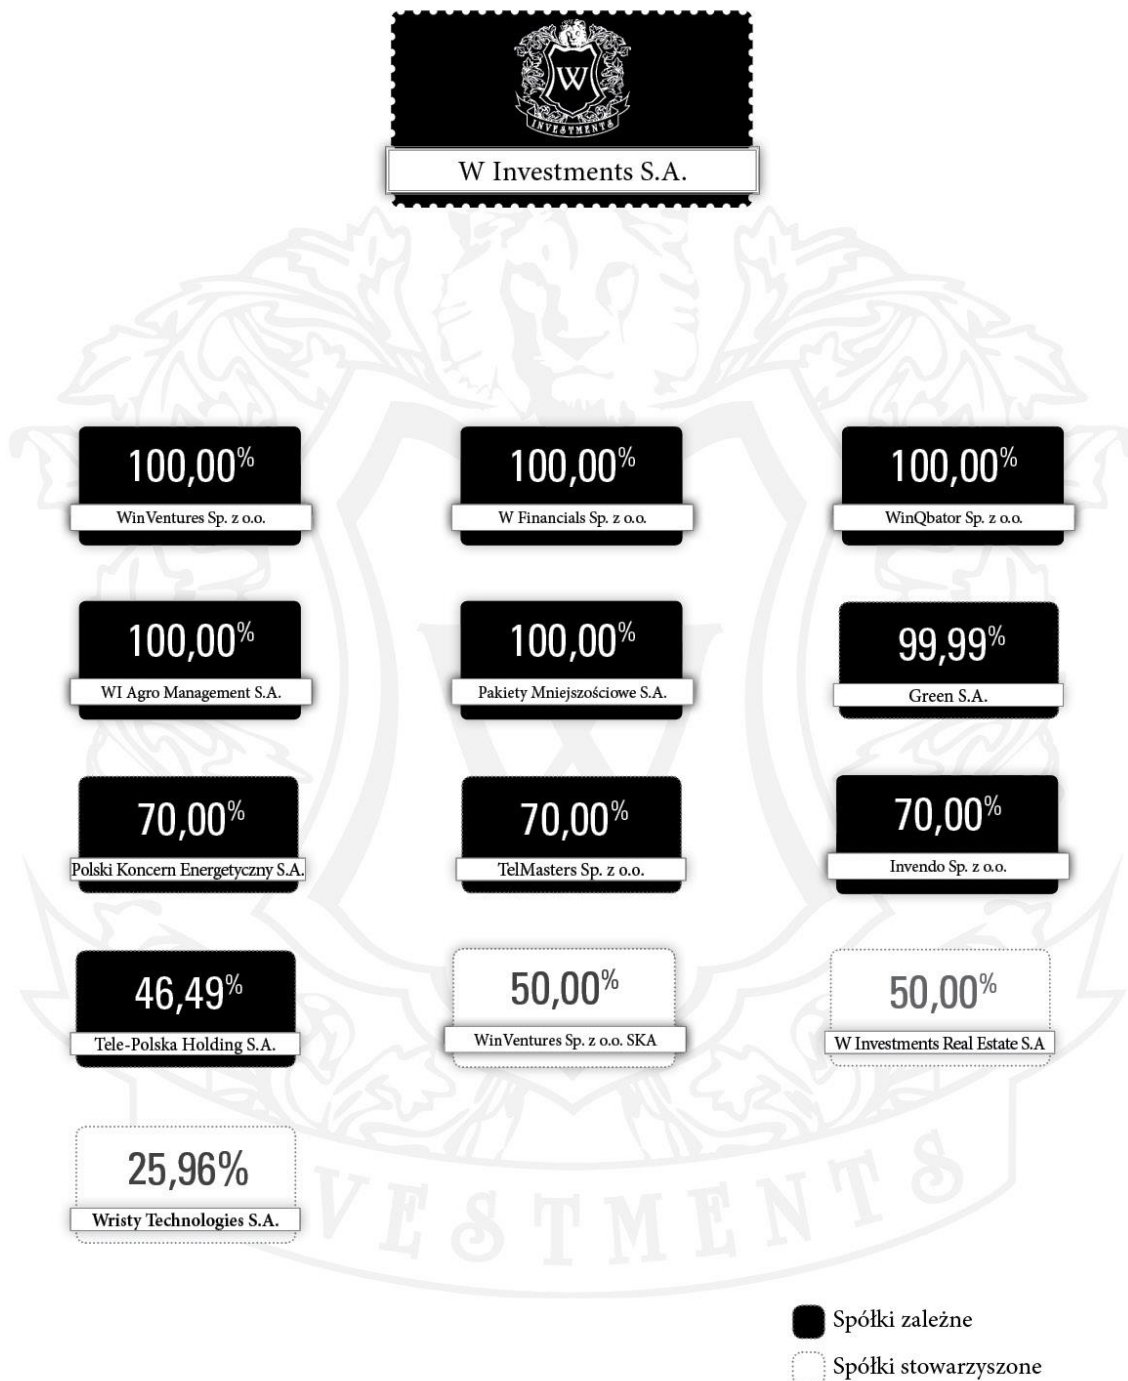 W
INVESTMENTS
W Investments S.A.
100,00%
WinVentures Sp. z o.o.
100,00%
W Financials Sp. z o.o.
100,00%
WinQbator Sp. z o.o.
100,00%
WI Agro Management S.A.
100,00%
Pakiety Mniejszościowe S.A.
99,99%
Green S.A.
70,00%
Polski Koncern Energetyczny S.A.
70,00%
TelMasters Sp. z o.o.
70,00%
Invendo Sp. z o.o.
46,49%
Tele-Polska Holding S.A.
50,00%
WinVentures Sp. z o.o. SKA
50,00%
W Investments Real Estate S.A
25,96%
Wristy Technologies S.A.
W
INVESTMENTS
Spółki zależne
Spółki stowarzyszone